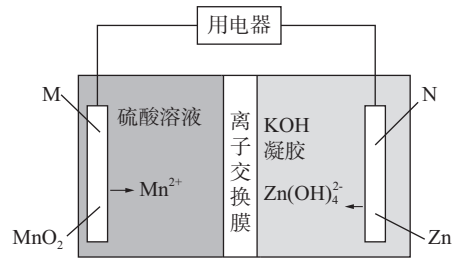 用电器
M
N
硫酸溶液
Mn²⁺
MnO₂
离子交换膜
KOH
凝胶
Zn(OH)₄²⁻
Zn